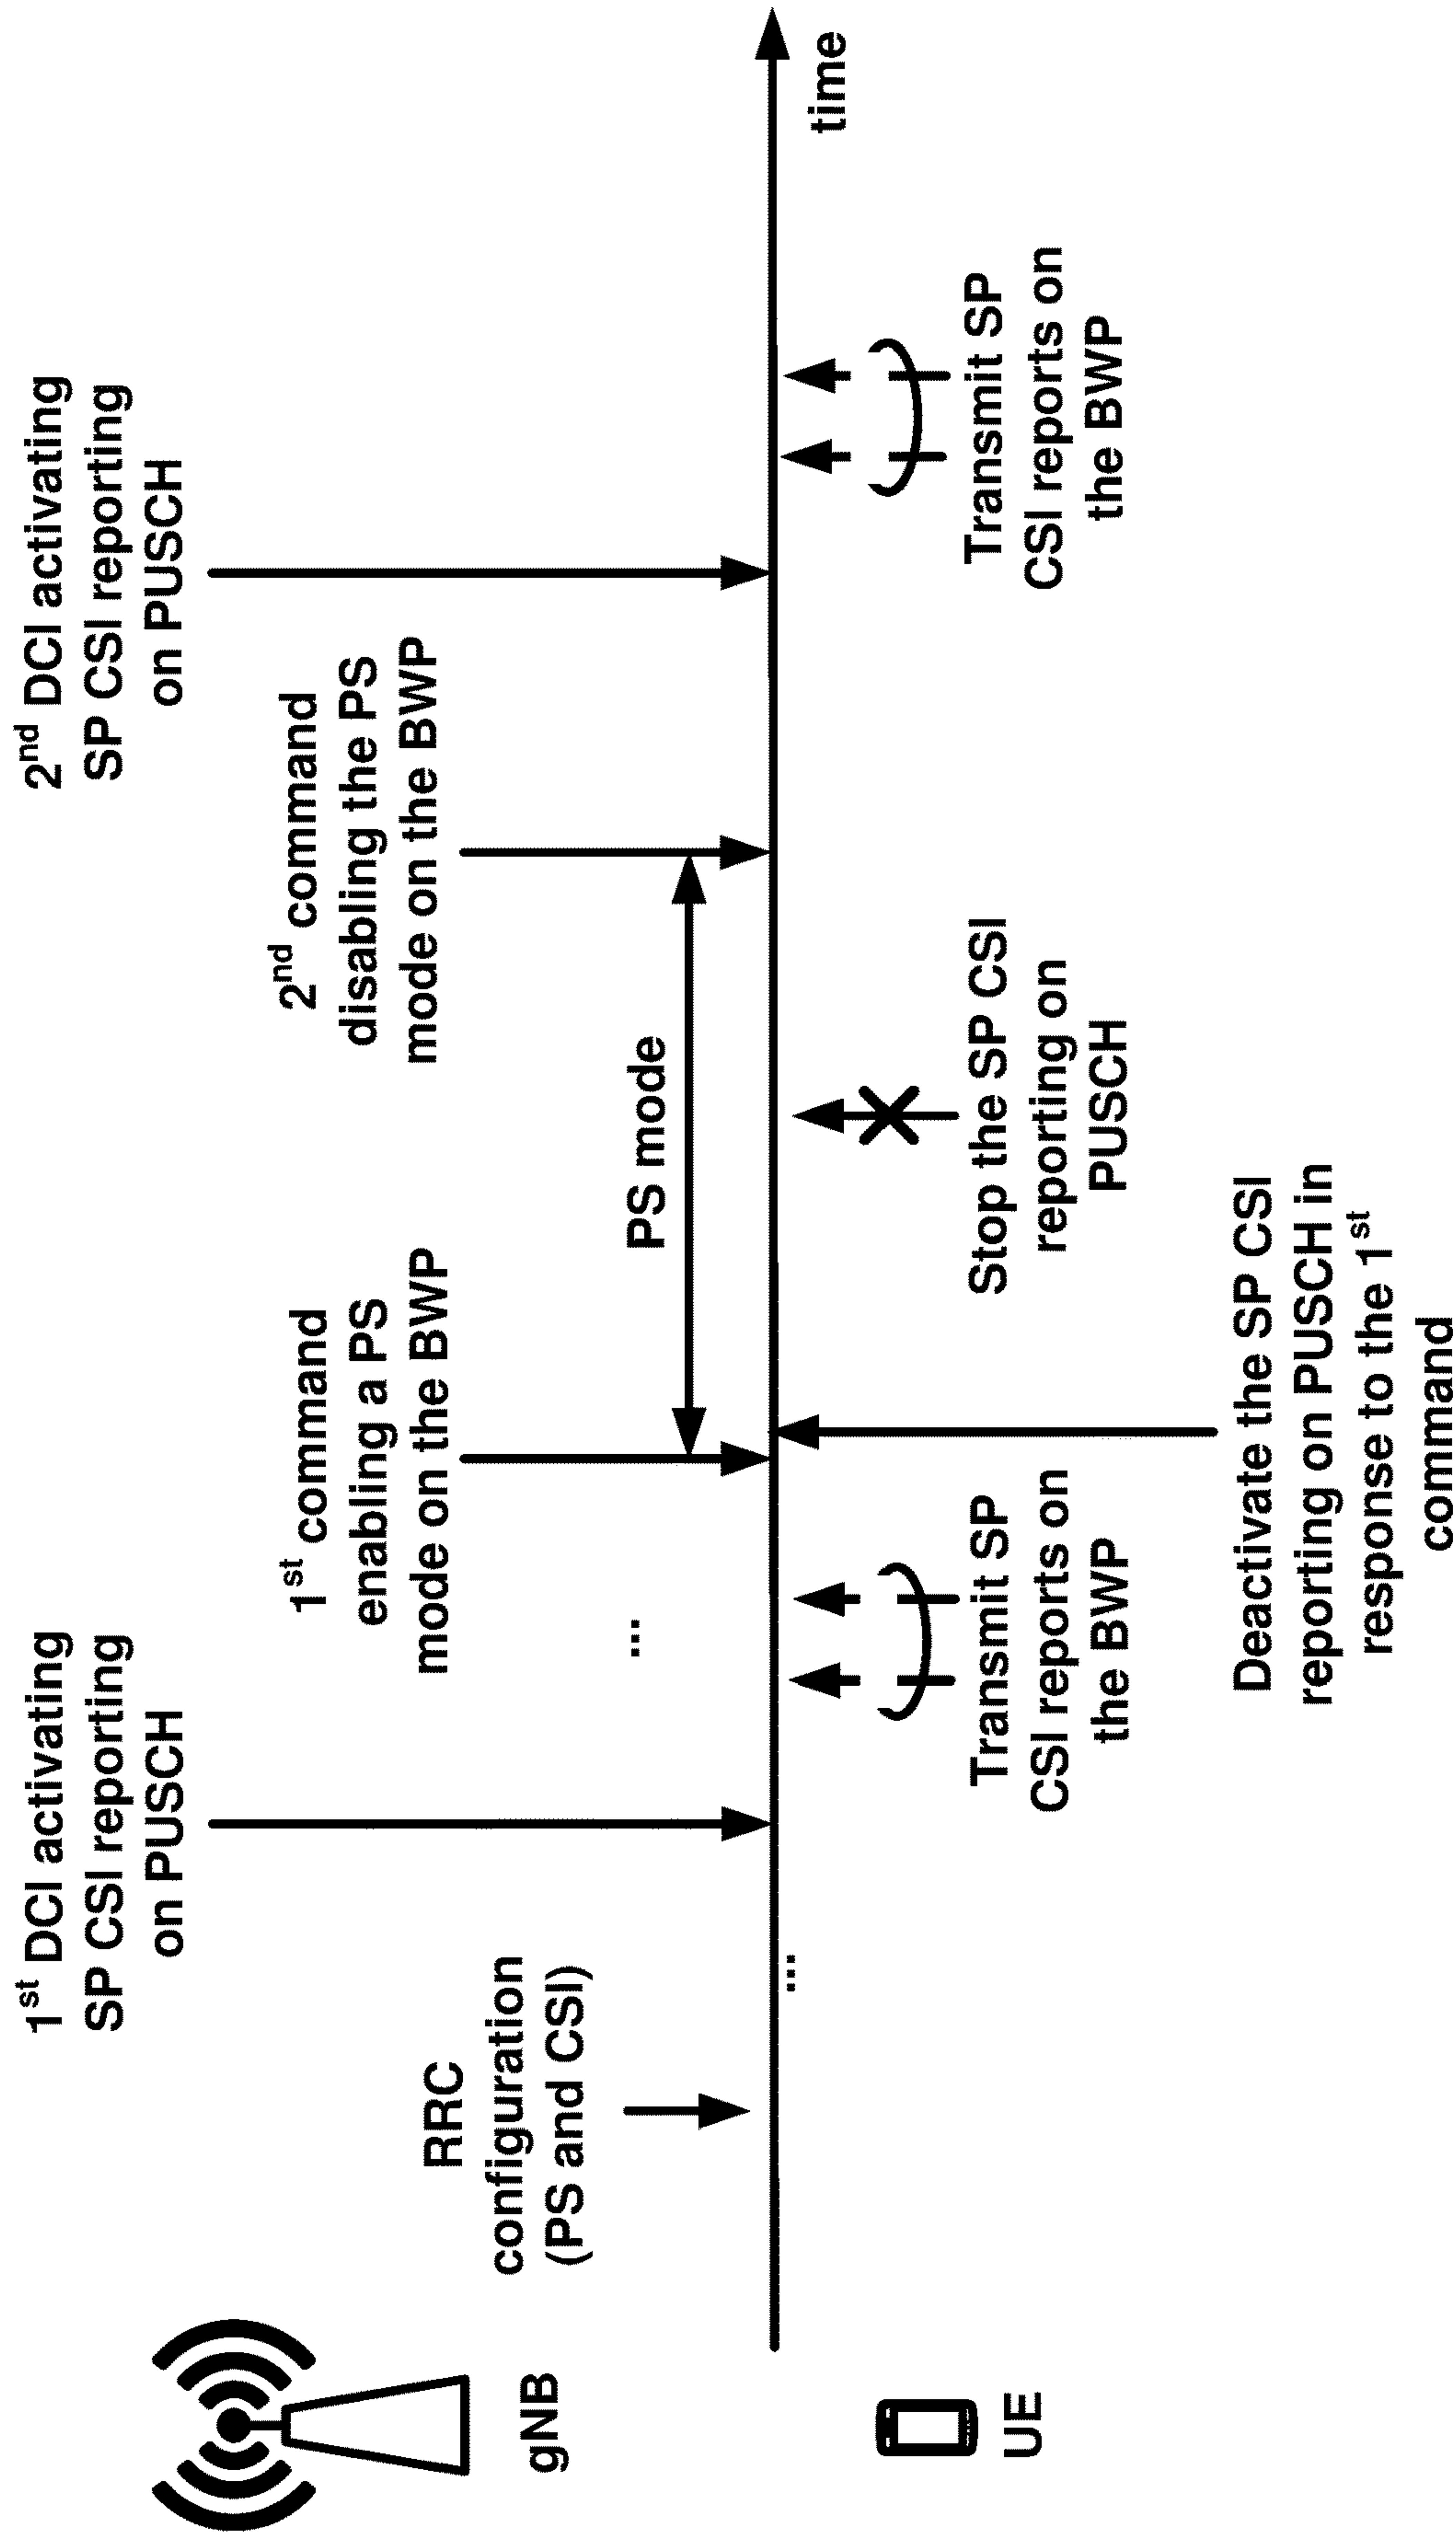 1st DCI activating
SP CSI reporting
on PUSCH
2nd DCI activating
SP CSI reporting
on PUSCH
RRC
configuration
(PS and CSI)
1st command
enabling a PS
mode on the BWP
2nd command
disabling the PS
mode on the BWP
...
PS mode
gNB
...
time
UE
Transmit SP
CSI reports on
the BWP
Stop the SP CSI
reporting on
PUSCH
Transmit SP
CSI reports on
the BWP
Deactivate the SP CSI
reporting on PUSCH in
response to the 1st
command